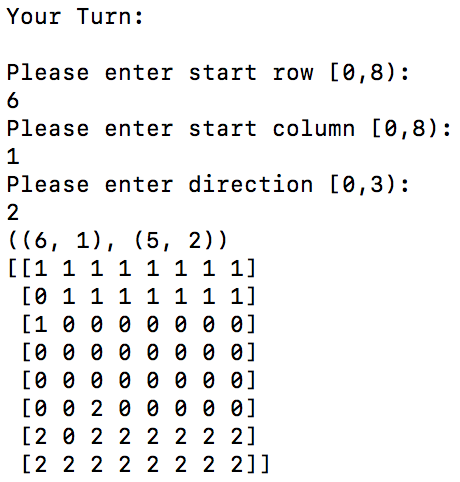 Your Turn:
Please enter start row [0,8):
6
Please enter start column [0,8):
1
Please enter direction [0,3):
2
((6, 1), (5, 2))
[[1 1 1 1 1 1 1 1]
[0 1 1 1 1 1 1 1]
[1 0 0 0 0 0 0 0]
[0 0 0 0 0 0 0 0]
[0 0 0 0 0 0 0 0]
[0 0 2 0 0 0 0 0]
[2 0 2 2 2 2 2 2]
[2 2 2 2 2 2 2 2]]